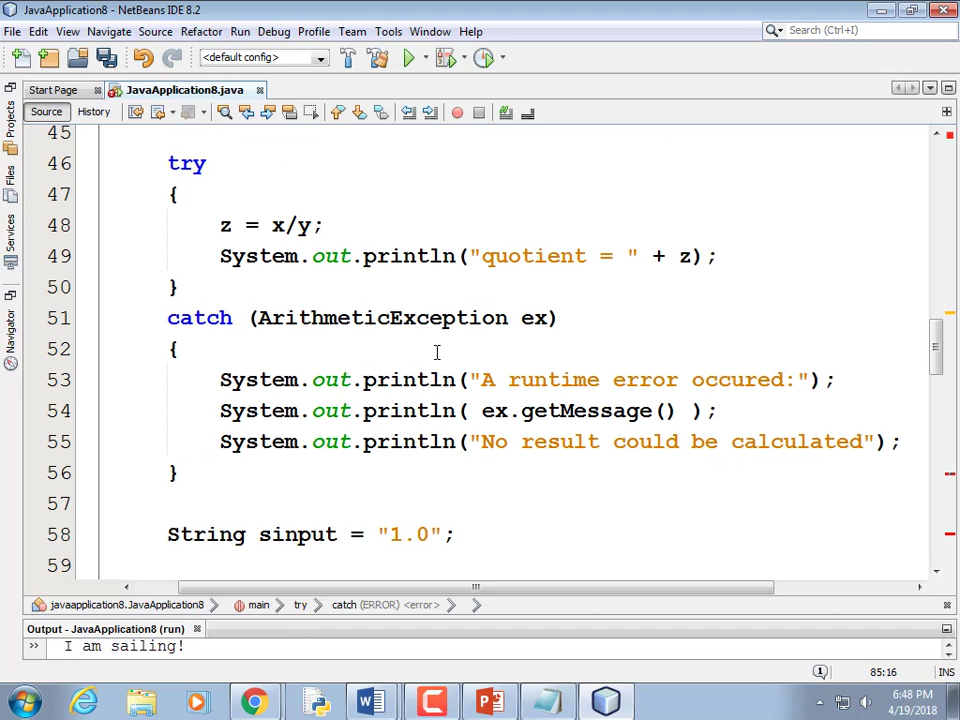 JavaApplication8 - NetBeans IDE 8.2
File Edit View Navigate Source Refactor Run Debug Profile Team Tools Window Help
Search (Ctrl+I)
<default config>
Start Page JavaApplication8.java
Source History
Projects
Files
Services
Navigator
45
46 try
47 {
48 z = x/y;
49 System.out.println("quotient = " + z);
50 }
51 catch (ArithmeticException ex)
52 {
53 System.out.println("A runtime error occured:");
54 System.out.println( ex.getMessage() );
55 System.out.println("No result could be calculated");
56 }
57
58 String sinput = "1.0";
59
javaapplication8.JavaApplication8 main try catch (ERROR) <error>
Output - JavaApplication8 (run)
I am sailing!
1 85:16 INS
6:48 PM
4/19/2018